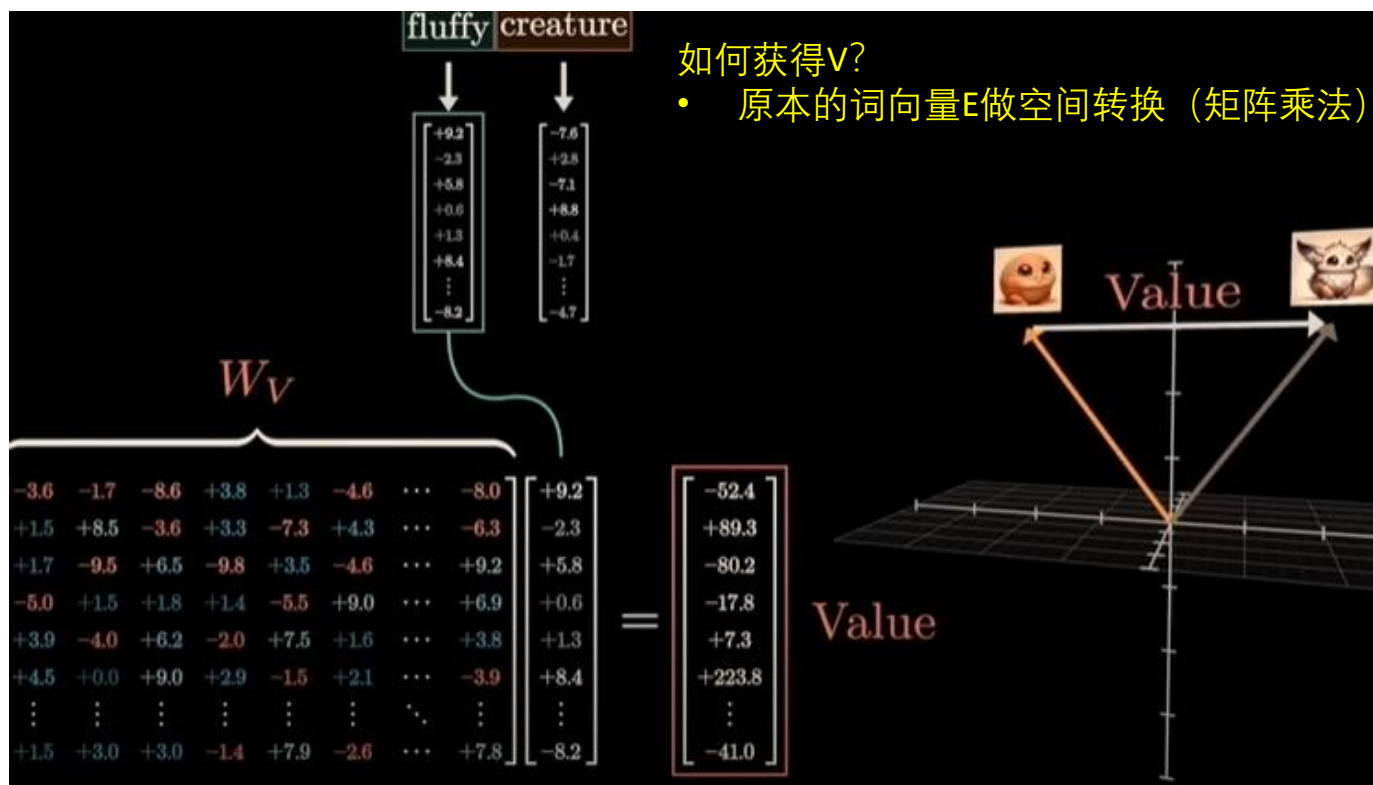 fluffy creature
如何获得V？
• 原本的词向量E做空间转换（矩阵乘法）
+9.2 −7.6
−2.3 +2.8
+5.8 −7.1
+0.6 +8.8
+1.3 +0.4
+8.4 −1.7
⋮ ⋮
−8.2 −4.7
Value
W_V
−3.6 −1.7 −8.6 +3.8 +1.3 −4.6 ⋯ −8.0 +9.2 −52.4
+1.5 +8.5 −3.6 +3.3 −7.3 +4.3 ⋯ −6.3 −2.3 +89.3
+1.7 −9.5 +6.5 −9.8 +3.5 −4.6 ⋯ +9.2 +5.8 −80.2
−5.0 +1.5 +1.8 +1.4 −5.5 +9.0 ⋯ +6.9 +0.6 = −17.8 Value
+3.9 −4.0 +6.2 −2.0 +7.5 +1.6 ⋯ +3.8 +1.3 +7.3
+4.5 +0.0 +9.0 +2.9 −1.5 +2.1 ⋯ −3.9 +8.4 +223.8
⋮ ⋮ ⋮ ⋮ ⋮ ⋮ ⋱ ⋮ ⋮ ⋮
+1.5 +3.0 +3.0 −1.4 +7.9 −2.6 ⋯ +7.8 −8.2 −41.0